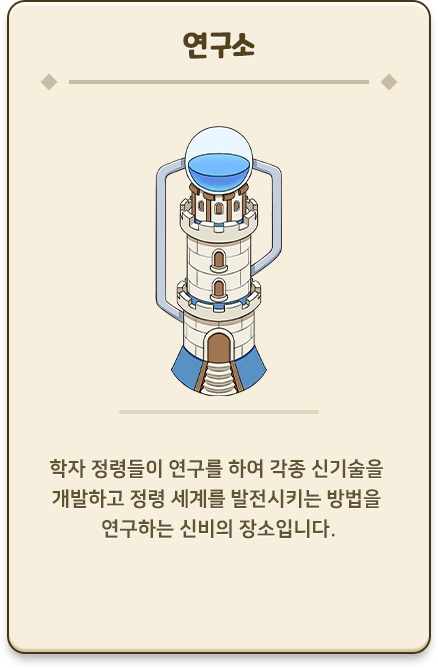 연구소
학자 정령들이 연구를 하여 각종 신기술을
개발하고 정령 세계를 발전시키는 방법을
연구하는 신비의 장소입니다.